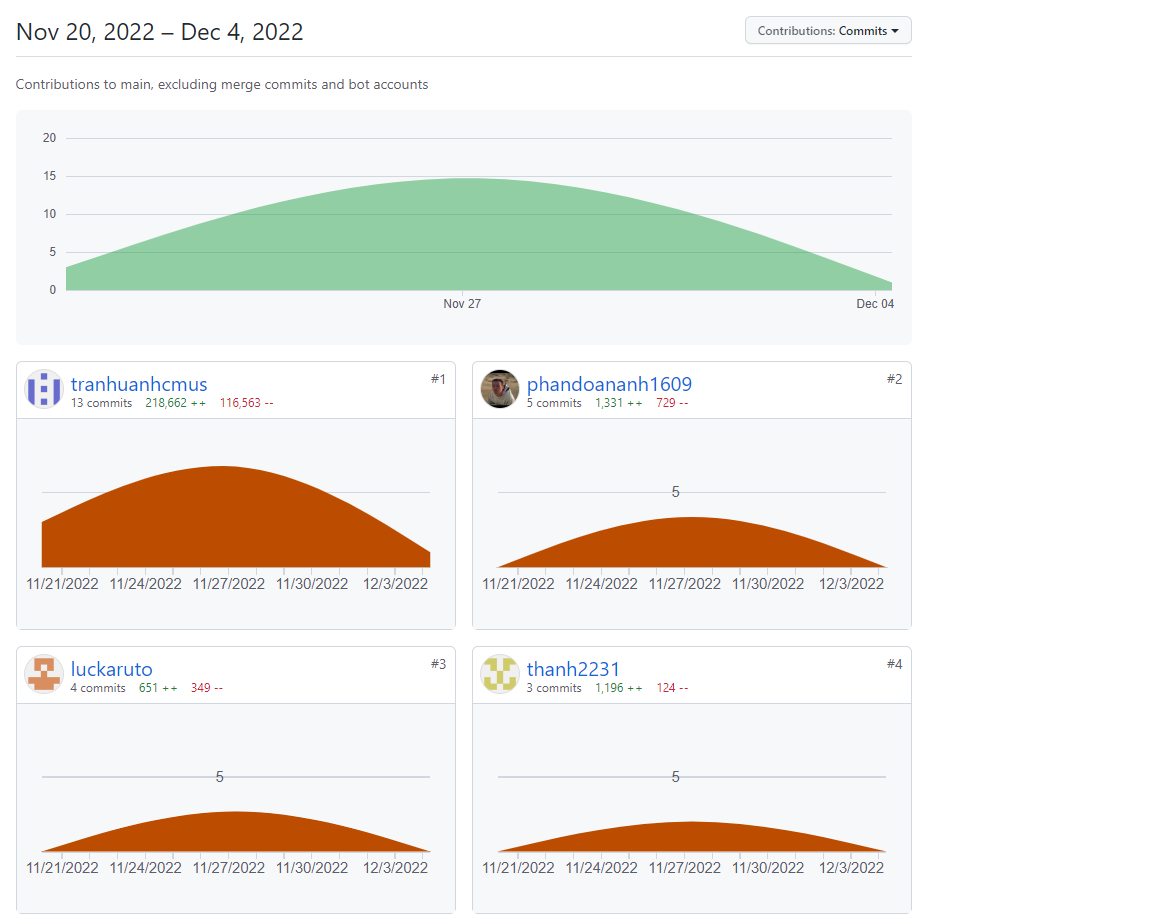 Nov 20, 2022 – Dec 4, 2022
Contributions: Commits
Contributions to main, excluding merge commits and bot accounts
20
15
10
5
0
Nov 27
Dec 04
tranhuanhcmus
#1
13 commits 218,662 ++ 116,563 --
11/21/2022 11/24/2022 11/27/2022 11/30/2022 12/3/2022
phandoananh1609
#2
5 commits 1,331 ++ 729 --
5
11/21/2022 11/24/2022 11/27/2022 11/30/2022 12/3/2022
luckaruto
#3
4 commits 651 ++ 349 --
5
11/21/2022 11/24/2022 11/27/2022 11/30/2022 12/3/2022
thanh2231
#4
3 commits 1,196 ++ 124 --
5
11/21/2022 11/24/2022 11/27/2022 11/30/2022 12/3/2022